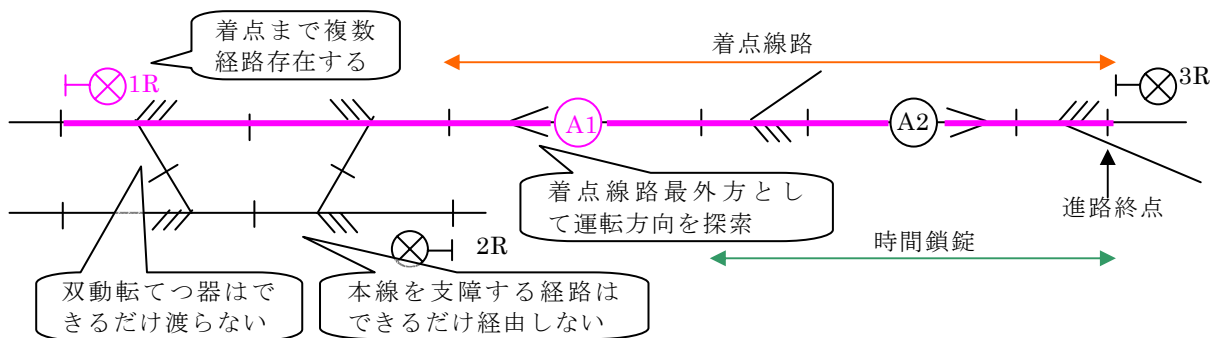 着点まで複数
経路存在する
着点線路
1R
3R
A1
A2
着点線路最外方とし
て運転方向を探索
進路終点
2R
時間鎖錠
双動転てつ器はで
きるだけ渡らない
本線を支障する経路は
できるだけ経由しない